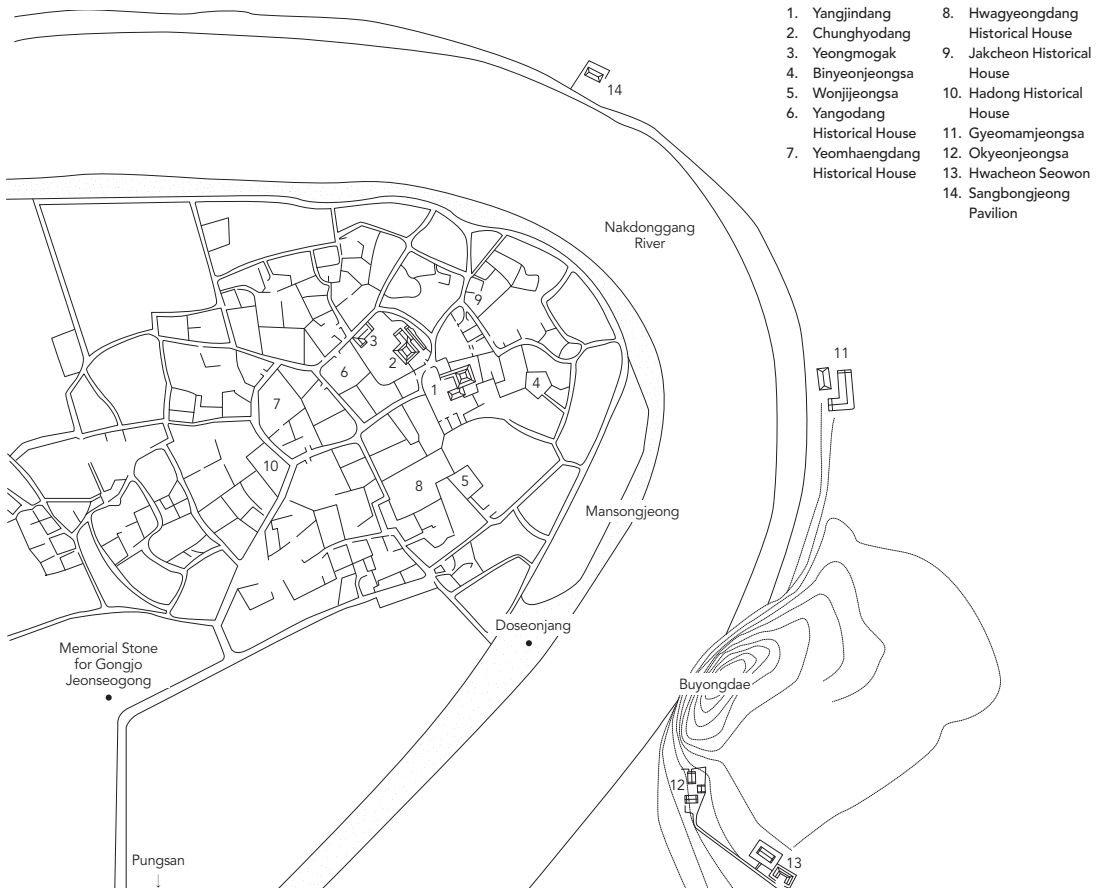 1. Yangjindang
2. Chunghyodang
3. Yeongmogak
4. Binyeonjeongsa
5. Wonjijeongsa
6. Yangodang
Historical House
7. Yeomhaengdang
Historical House
8. Hwagyeongdang
Historical House
9. Jakcheon Historical
House
10. Hadong Historical
House
11. Gyeomamjeongsa
12. Okyeonjeongsa
13. Hwacheon Seowon
14. Sangbongjeong
Pavilion
14
Nakdonggang
River
9
3
2
11
6
1
4
7
10
8
5
Mansongjeong
Doseonjang
Memorial Stone
for Gongjo
Jeonseogong
Buyongdae
12
Pungsan
↓
13